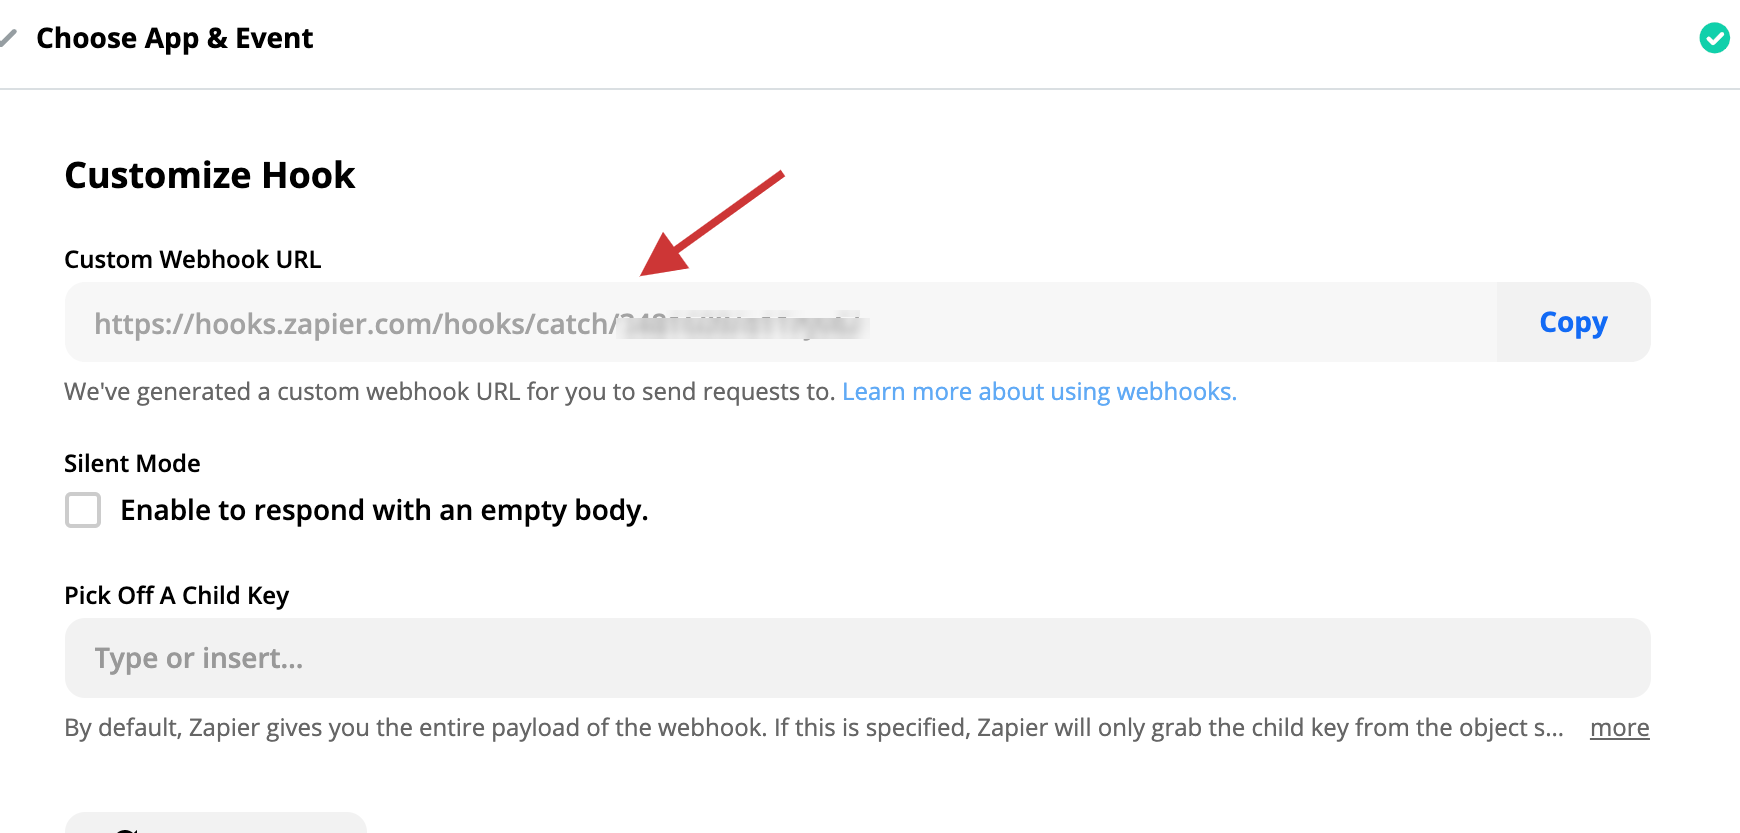 Choose App & Event
Customize Hook
Custom Webhook URL
https://hooks.zapier.com/hooks/catch/
Copy
We've generated a custom webhook URL for you to send requests to. Learn more about using webhooks.
Silent Mode
Enable to respond with an empty body.
Pick Off A Child Key
Type or insert...
By default, Zapier gives you the entire payload of the webhook. If this is specified, Zapier will only grab the child key from the object s... more